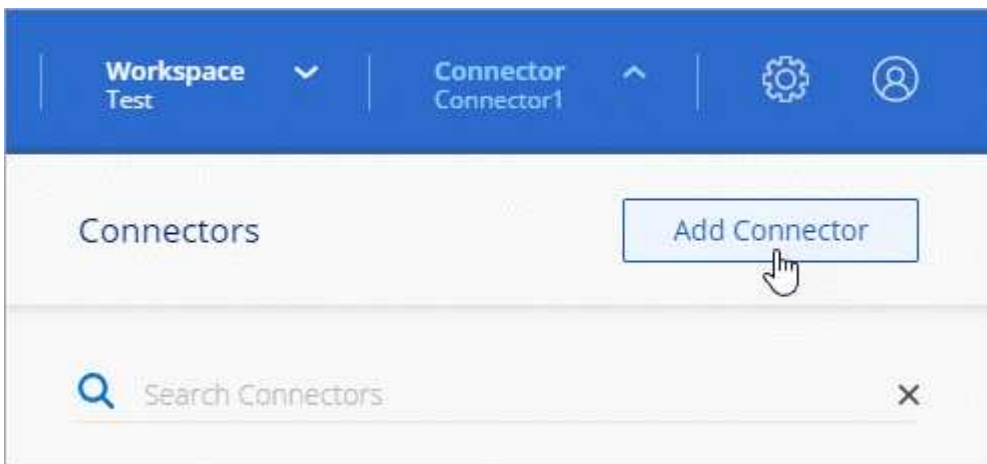 Workspace
Test
Connector
Connector1
Connectors
Add Connector
Search Connectors